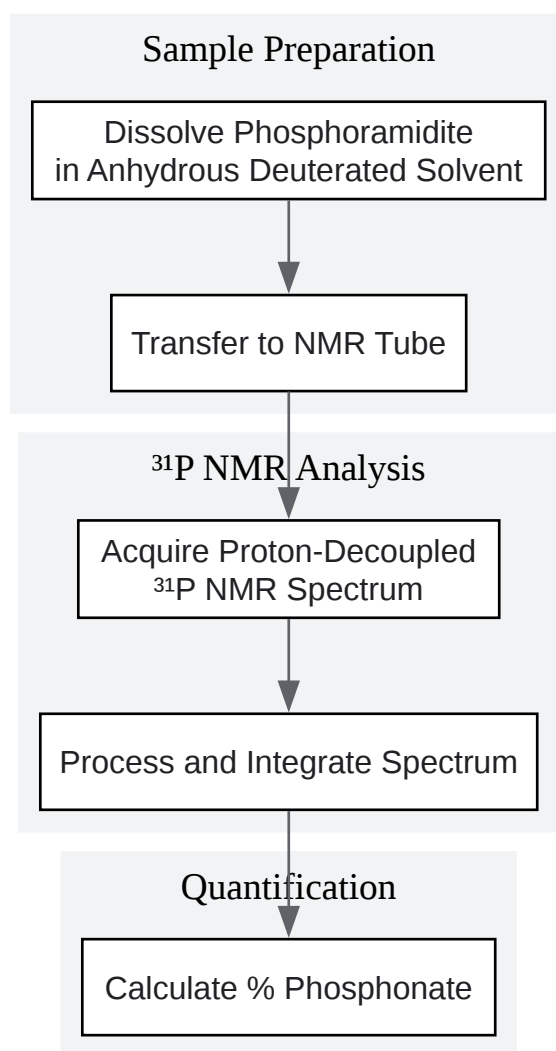 Sample Preparation
Dissolve Phosphoramidite
in Anhydrous Deuterated Solvent
Transfer to NMR Tube
³¹P NMR Analysis
Acquire Proton-Decoupled
³¹P NMR Spectrum
Process and Integrate Spectrum
Quantification
Calculate % Phosphonate